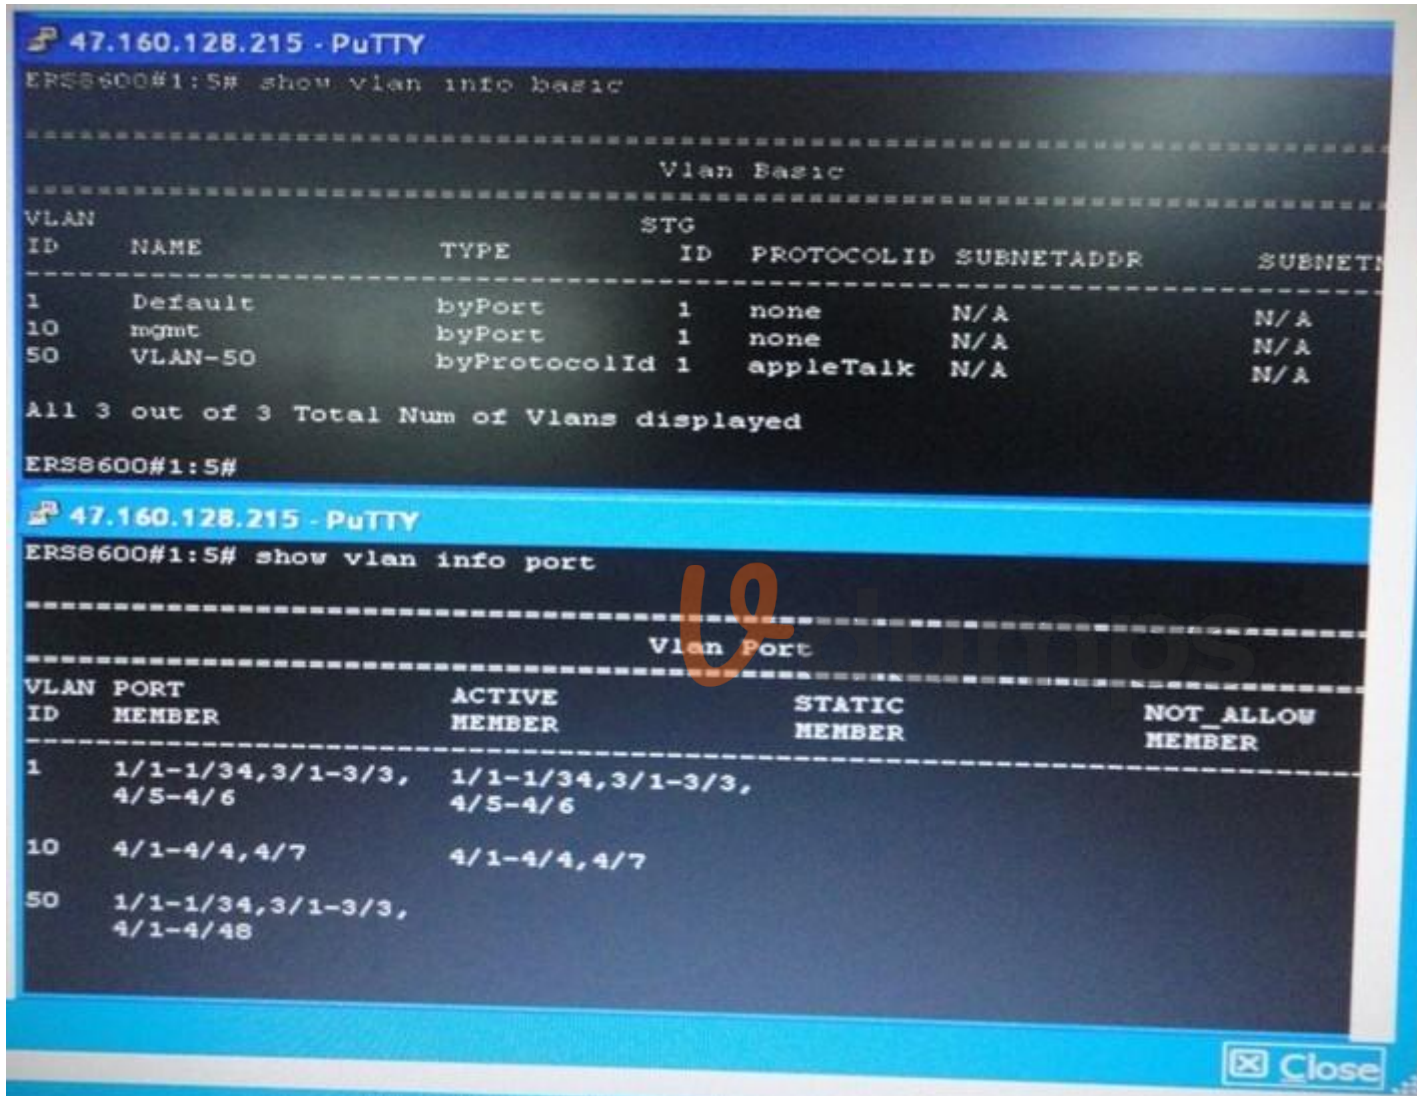 47.160.128.215 - PuTTY
ERS8600#1:5# show vlan info basic
================================================================================
Vlan Basic
================================================================================
VLAN STG
ID NAME TYPE ID PROTOCOLID SUBNETADDR SUBNETM
--------------------------------------------------------------------------------
1 Default byPort 1 none N/A N/A
10 mgmt byPort 1 none N/A N/A
50 VLAN-50 byProtocolId 1 appleTalk N/A N/A
All 3 out of 3 Total Num of Vlans displayed
ERS8600#1:5#
47.160.128.215 - PuTTY
ERS8600#1:5# show vlan info port
================================================================================
Vlan Port
================================================================================
VLAN PORT ACTIVE STATIC NOT_ALLOW
ID MEMBER MEMBER MEMBER MEMBER
--------------------------------------------------------------------------------
1 1/1-1/34,3/1-3/3, 1/1-1/34,3/1-3/3,
4/5-4/6 4/5-4/6
10 4/1-4/4,4/7 4/1-4/4,4/7
50 1/1-1/34,3/1-3/3,
4/1-4/48
dumps
Close